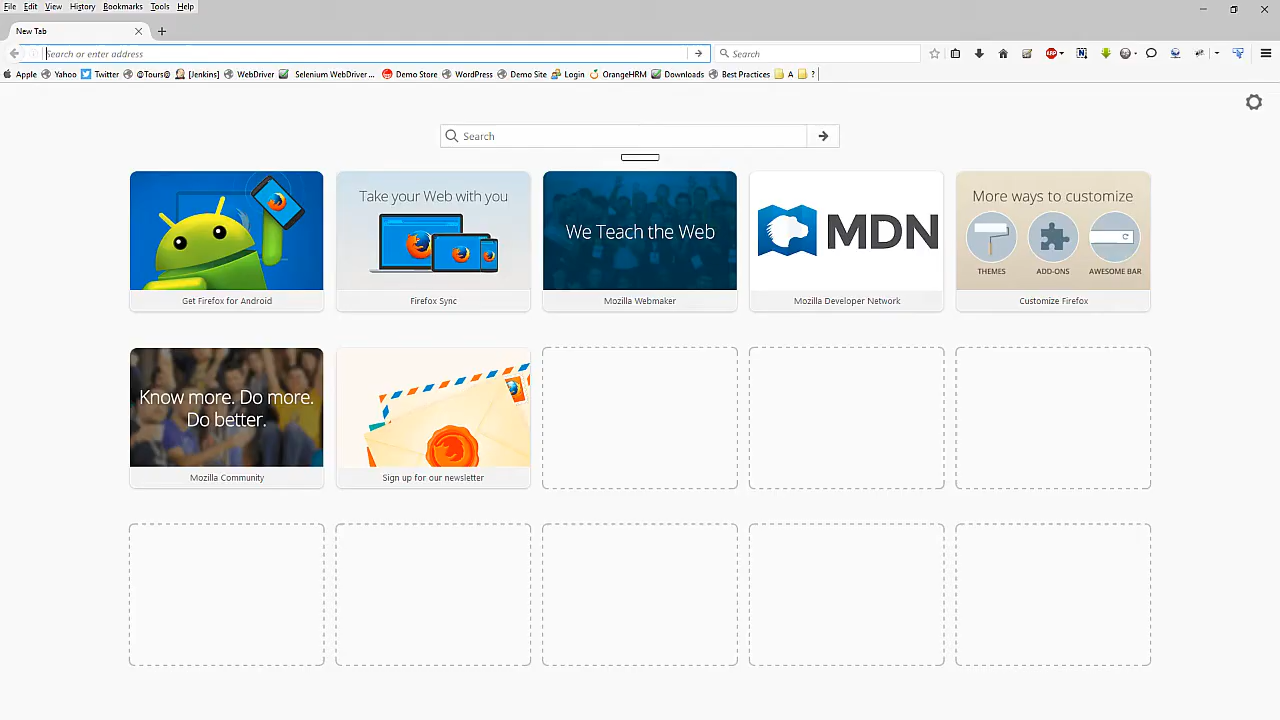 File Edit View History Bookmarks Tools Help
New Tab
Search or enter address
Search
Apple Yahoo Twitter @Tours@ [Jenkins] WebDriver Selenium WebDriver ... Demo Store WordPress Demo Site Login OrangeHRM Downloads Best Practices A ?
Search
Take your Web with you
We Teach the Web
MDN
More ways to customize
THEMES ADD-ONS AWESOME BAR
Get Firefox for Android
Firefox Sync
Mozilla Webmaker
Mozilla Developer Network
Customize Firefox
Know more. Do more.
Do better.
Mozilla Community
Sign up for our newsletter